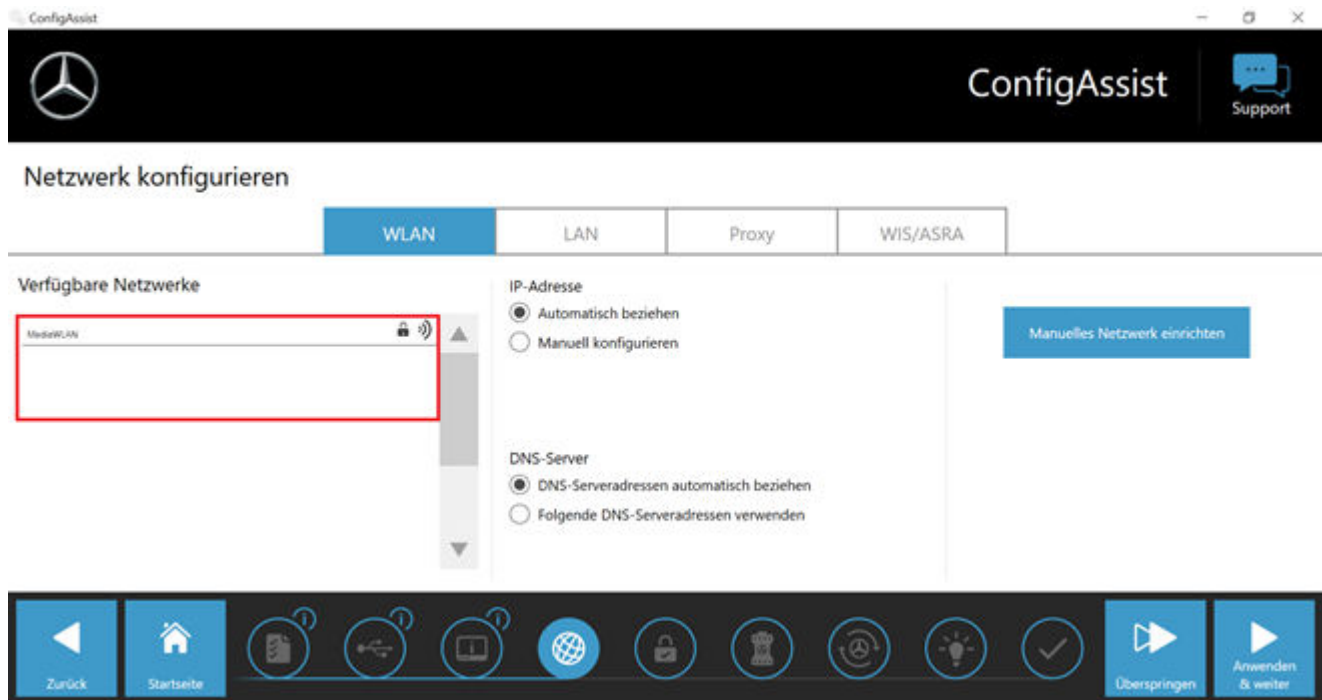 ConfigAssist
ConfigAssist
Support
Netzwerk konfigurieren
WLAN
LAN
Proxy
WIS/ASRA
Verfügbare Netzwerke
MediaWLAN
IP-Adresse
Automatisch beziehen
Manuell konfigurieren
DNS-Server
DNS-Serveradressen automatisch beziehen
Folgende DNS-Serveradressen verwenden
Manuelles Netzwerk einrichten
Zurück
Startseite
Überspringen
Anwenden
& weiter